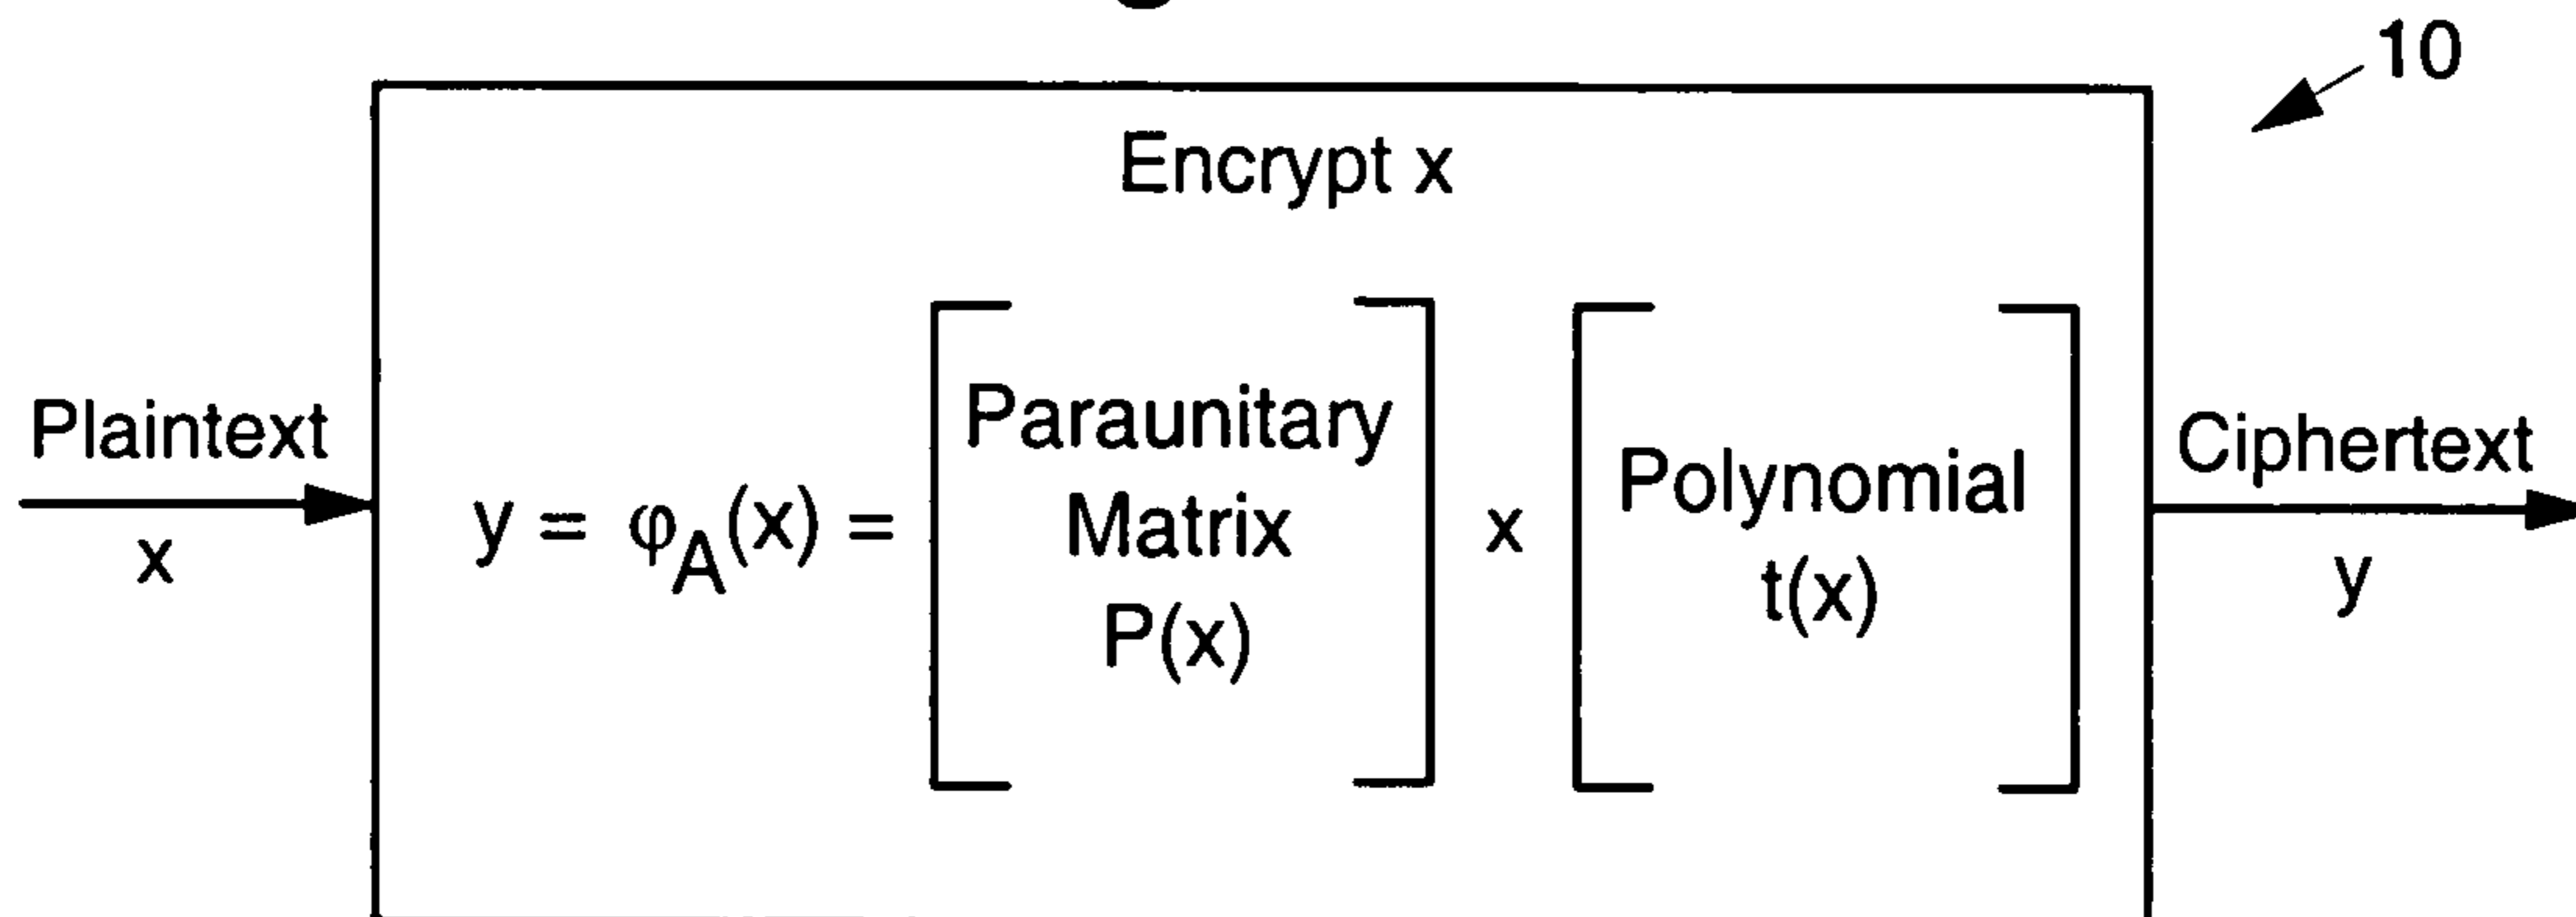 10
Encrypt x
Plaintext
x
y = φA(x) =
Paraunitary
Matrix
P(x)
x
Polynomial
t(x)
Ciphertext
y